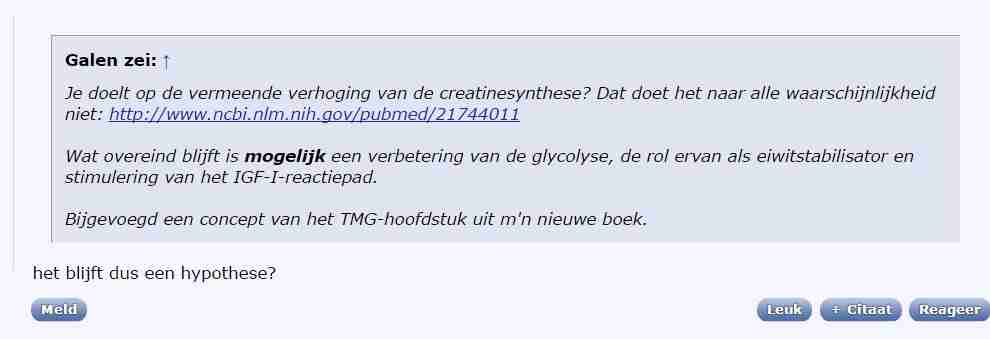 Galen zei: ↑
Je doelt op de vermeende verhoging van de creatinesynthese? Dat doet het naar alle waarschijnlijkheid
niet: http://www.ncbi.nlm.nih.gov/pubmed/21744011
Wat overeind blijft is mogelijk een verbetering van de glycolyse, de rol ervan als eiwitstabilisator en
stimulering van het IGF-I-reactiepad.
Bijgevoegd een concept van het TMG-hoofdstuk uit m'n nieuwe boek.
het blijft dus een hypothese?
Meld Leuk + Citaat Reageer